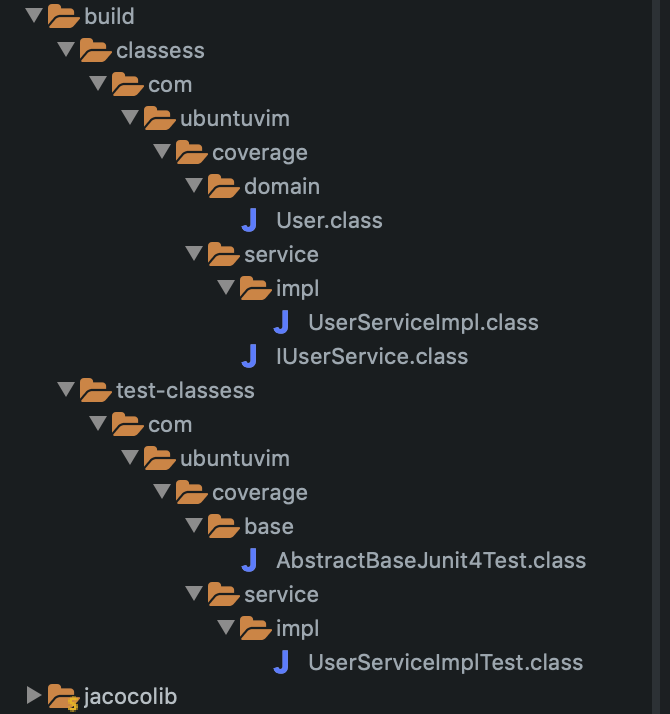 build
classess
com
ubuntuvim
coverage
domain
User.class
service
impl
UserServiceImpl.class
IUserService.class
test-classess
com
ubuntuvim
coverage
base
AbstractBaseJunit4Test.class
service
impl
UserServiceImplTest.class
jacocolib